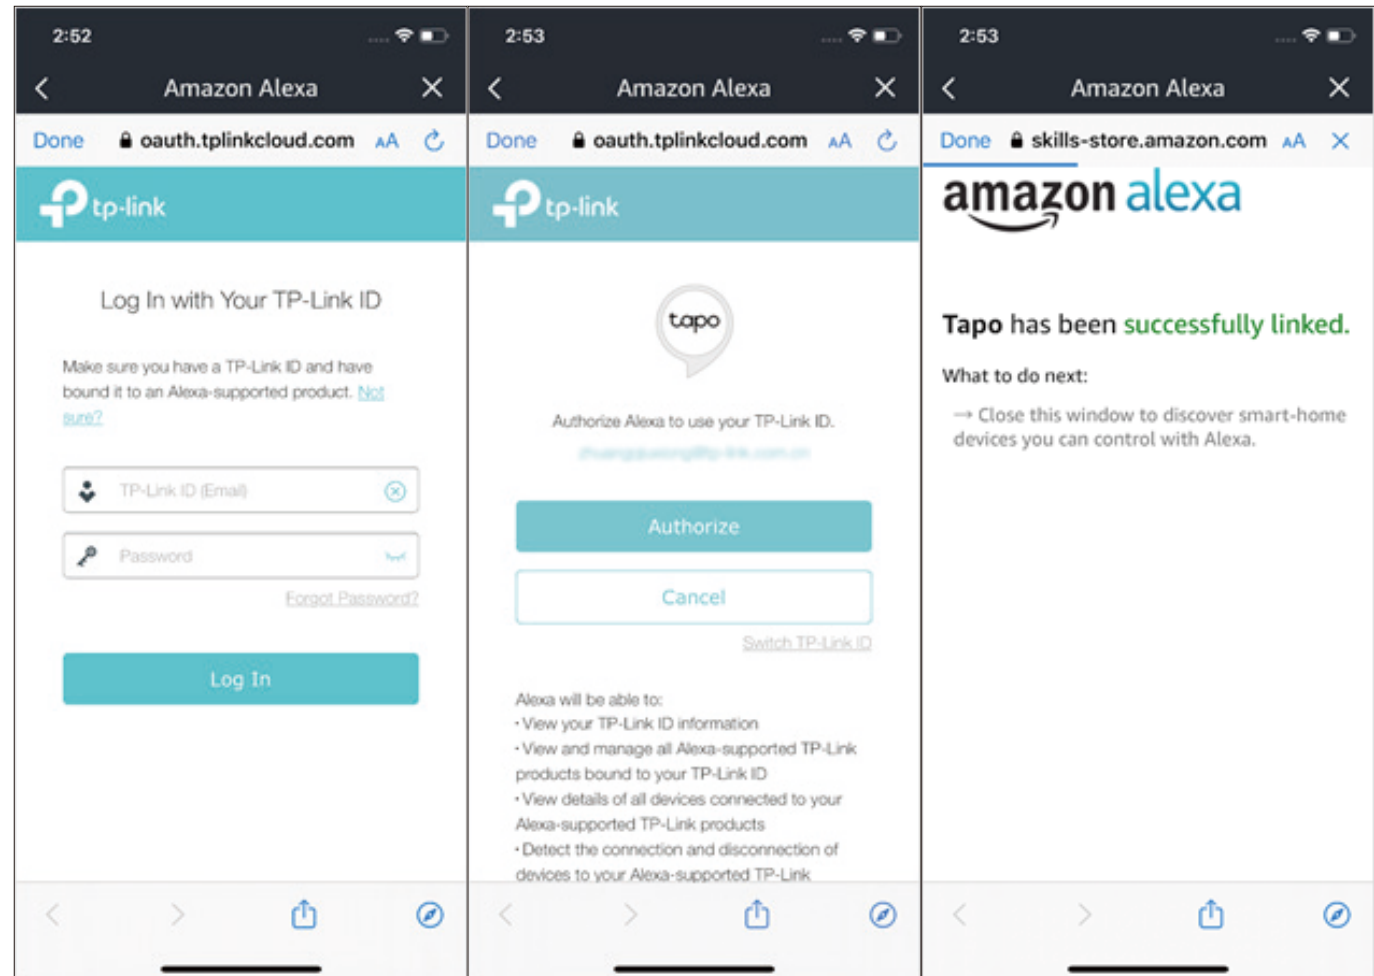 2:52
Amazon Alexa
Done oauth.tplinkcloud.com AA
tp-link
Log In with Your TP-Link ID
Make sure you have a TP-Link ID and have
bound it to an Alexa-supported product. Not
sure?
TP-Link ID (Email)
Password
Forgot Password?
Log In
2:53
Amazon Alexa
Done oauth.tplinkcloud.com AA
tp-link
tapo
Authorize Alexa to use your TP-Link ID.
Authorize
Cancel
Switch TP-Link ID
Alexa will be able to:
· View your TP-Link ID information
· View and manage all Alexa-supported TP-Link
products bound to your TP-Link ID
· View details of all devices connected to your
Alexa-supported TP-Link products
· Detect the connection and disconnection of
devices to your Alexa-supported TP-Link
2:53
Amazon Alexa
Done skills-store.amazon.com AA
amazon alexa
Tapo has been successfully linked.
What to do next:
→ Close this window to discover smart-home
devices you can control with Alexa.